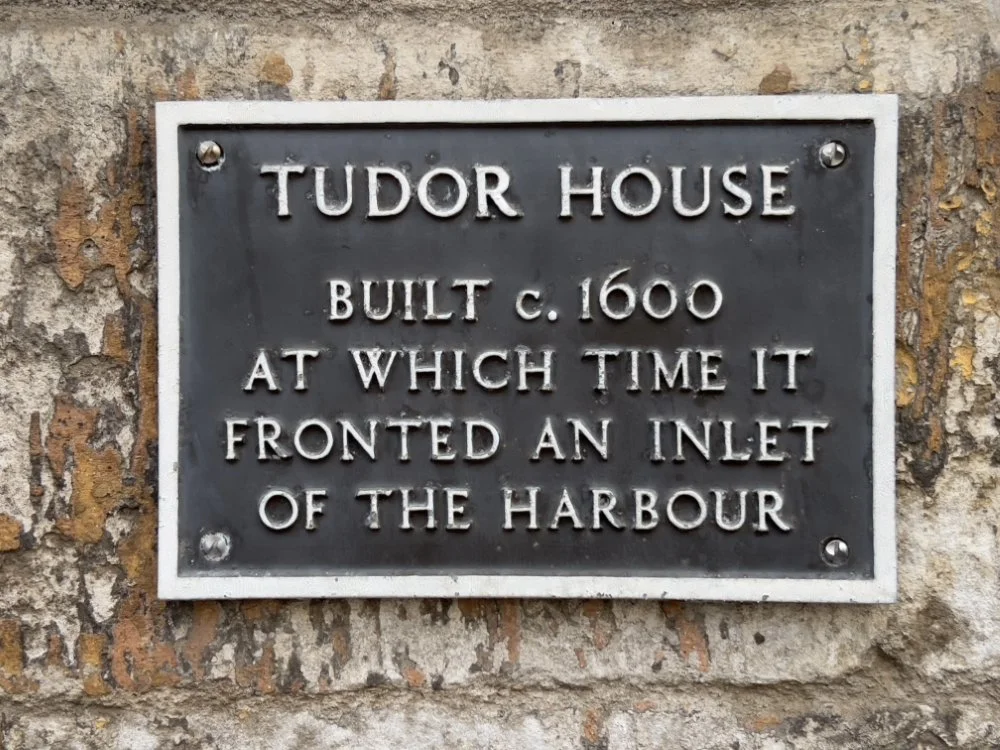 TUDOR HOUSE
BUILT c. 1600
AT WHICH TIME IT
FRONTED AN INLET
OF THE HARBOUR